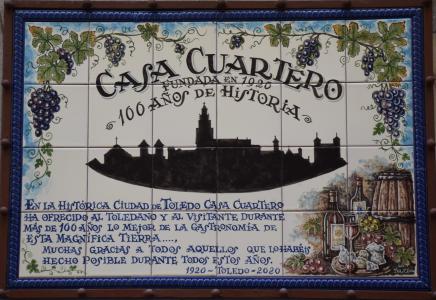 CASA CUARTERO
FUNDADA EN 1920
100 AÑOS DE HISTORIA
EN LA HISTÓRICA CIUDAD DE TOLEDO CASA CUARTERO
HA OFRECIDO AL TOLEDANO Y AL VISITANTE DURANTE
MÁS DE 100 AÑOS LO MEJOR DE LA GASTRONOMÍA DE
ESTA MAGNÍFICA TIERRA....,
MUCHAS GRACIAS A TODOS AQUELLOS QUE LO HABÉIS
HECHO POSIBLE DURANTE TODOS ESTOS AÑOS.
1920 - TOLEDO - 2020